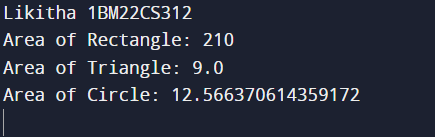 Likitha 1BM22CS312
Area of Rectangle: 210
Area of Triangle: 9.0
Area of Circle: 12.566370614359172